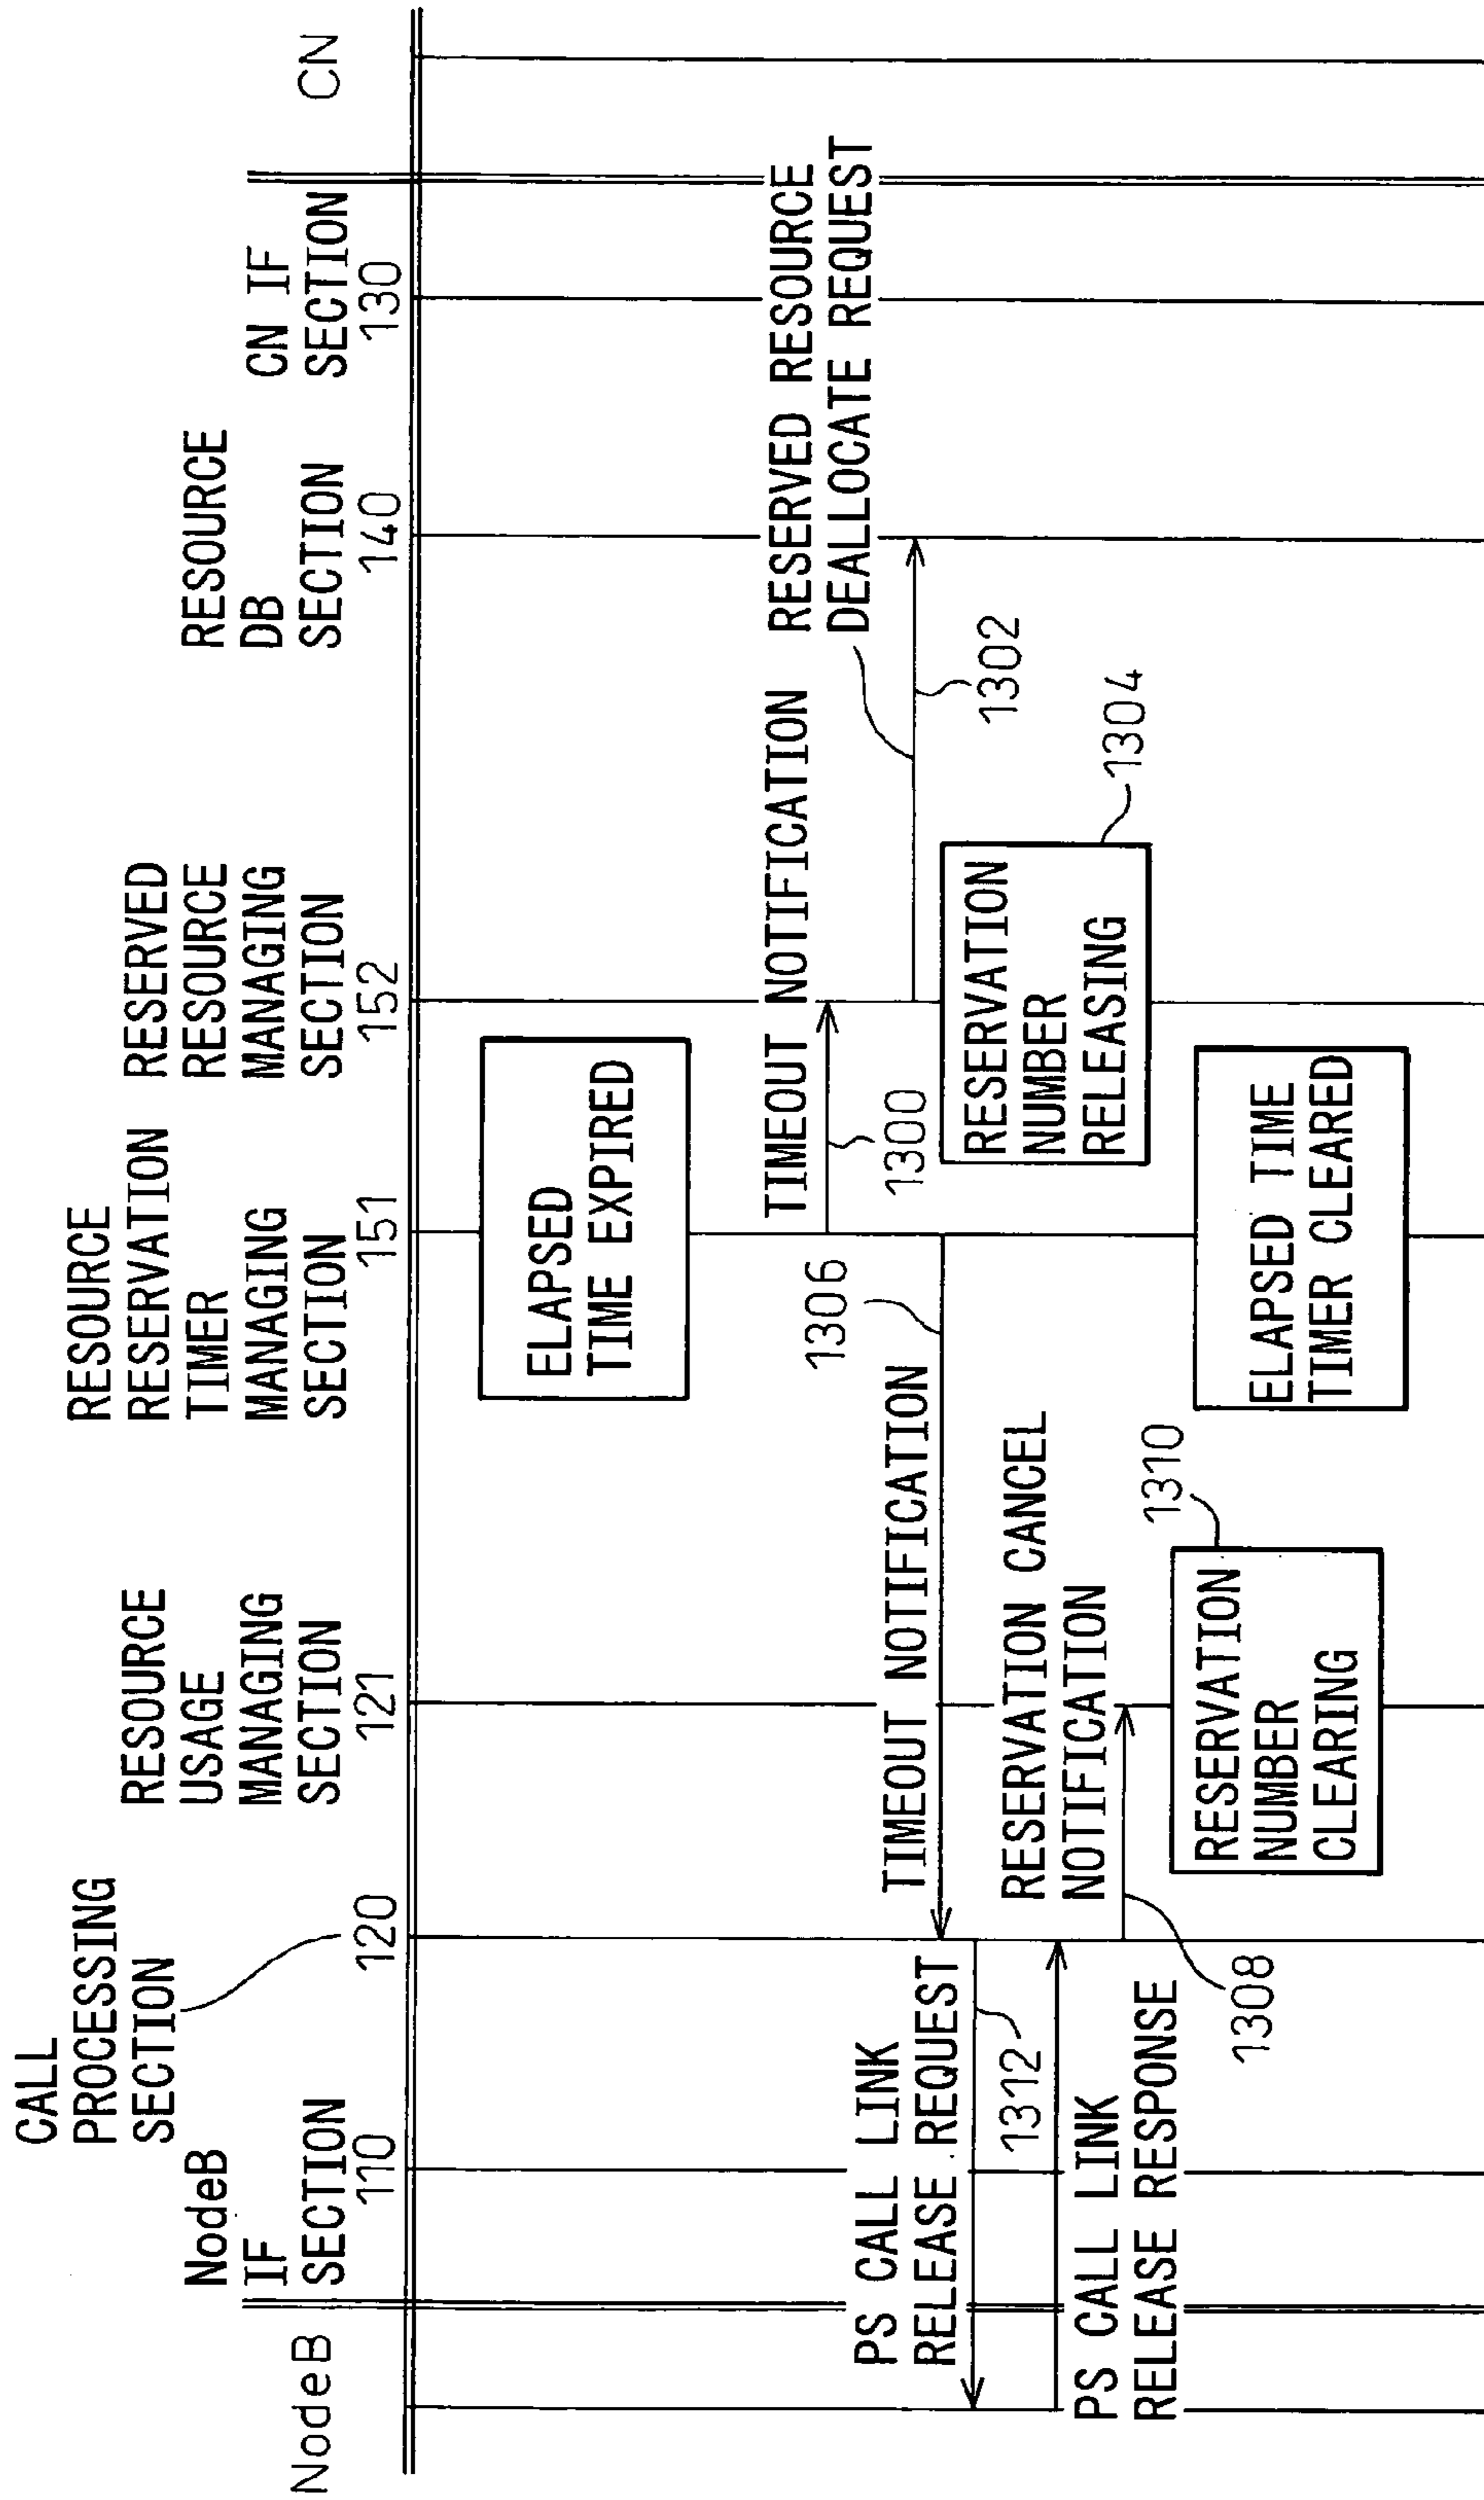 NodeB
NodeB
IF
SECTION
110
CALL
PROCESSING
SECTION
120
RESOURCE
USAGE
MANAGING
SECTION
121
RESOURCE
RESERVATION
TIMER
MANAGING
SECTION
151
RESERVED
RESOURCE
MANAGING
SECTION
152
RESOURCE
DB
SECTION
140
CN IF
SECTION
130
CN
ELAPSED
TIME EXPIRED
TIMEOUT NOTIFICATION
1300
RESERVED RESOURCE
DEALLOCATE REQUEST
1302
RESERVATION
NUMBER
RELEASING
1304
1306
TIMEOUT NOTIFICATION
PS CALL LINK
RELEASE REQUEST
1312
PS CALL LINK
RELEASE RESPONSE
RESERVATION CANCEL
NOTIFICATION
1308
RESERVATION
NUMBER
CLEARING
1310
ELAPSED TIME
TIMER CLEARED